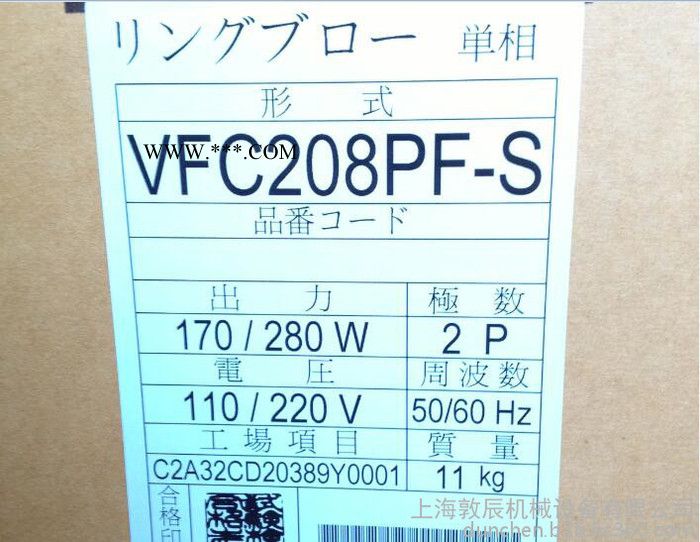 リングブロー 単相
形 式
WWW.***.COM
VFC208PF-S
品番コード
出 力 極 数
170 / 280 W 2 P
電 圧 周波数
110 / 220 V 50/60 Hz
工場項目 質 量
C2A32CD20389Y0001 11 kg
合格印
上海敦辰机械设备有限公司